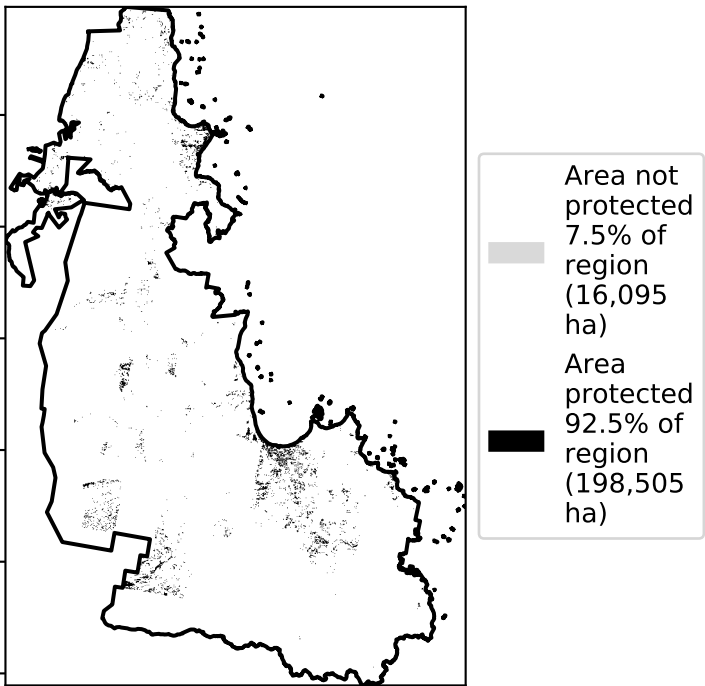 Area not
protected
7.5% of
region
(16,095
ha)
Area
protected
92.5% of
region
(198,505
ha)